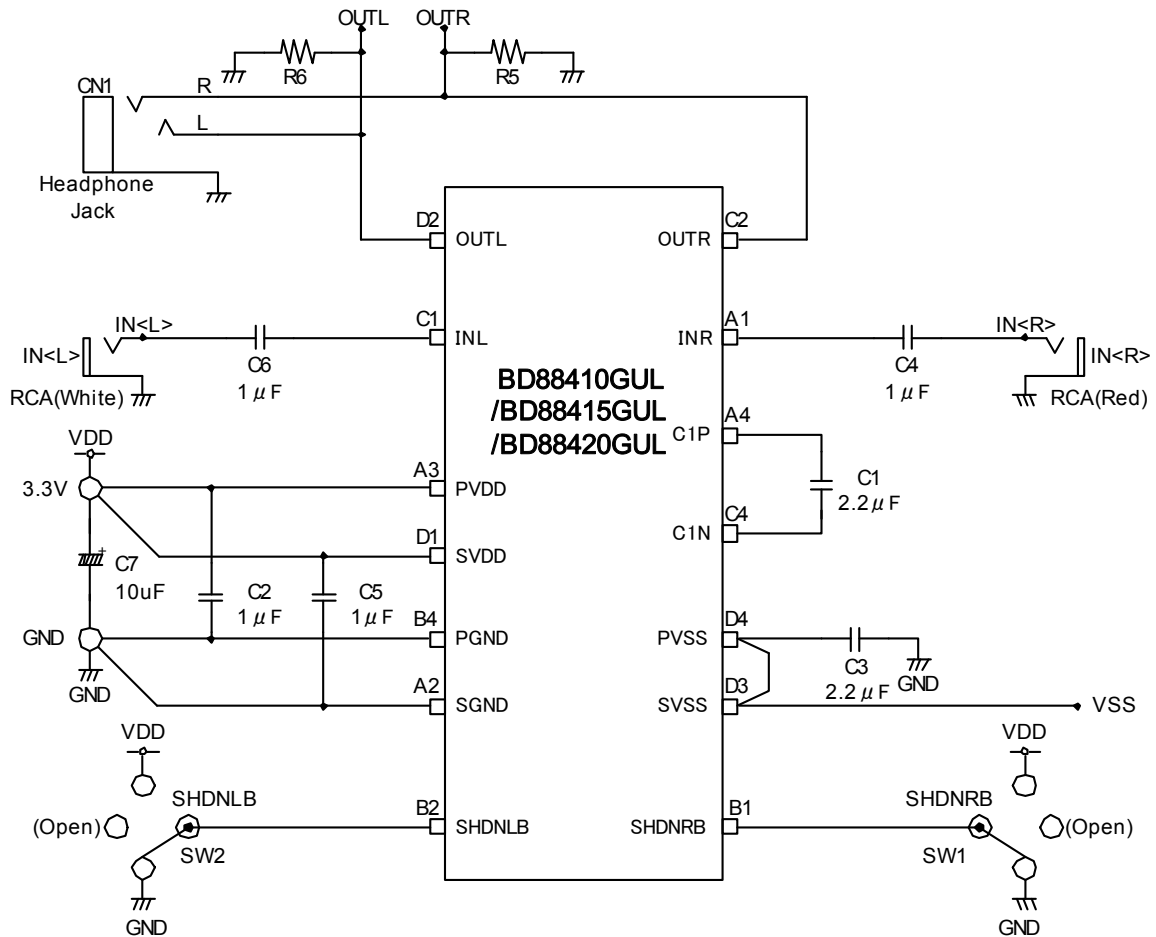 OUTL OUTR
R6 R5
CN1 R
L
Headphone
Jack
D2 C2
OUTL OUTR
IN<L> C1 A1 IN<R>
IN<L> INL INR IN<R>
C6 C4
1μF 1μF
RCA(White) RCA(Red)
BD88410GUL
/BD88415GUL
/BD88420GUL
VDD
A4
C1P
A3
3.3V PVDD
C1
2.2μF
D1 C4
SVDD C1N
+
C7
10uF
C2 C5
1μF 1μF
B4 D4
GND PGND PVSS
C3
2.2μF
GND GND
A2 D3
SGND SVSS VSS
VDD VDD
SHDNLB B2 B1 SHDNRB
(Open) SHDNLB SHDNRB (Open)
SW2 SW1
GND GND